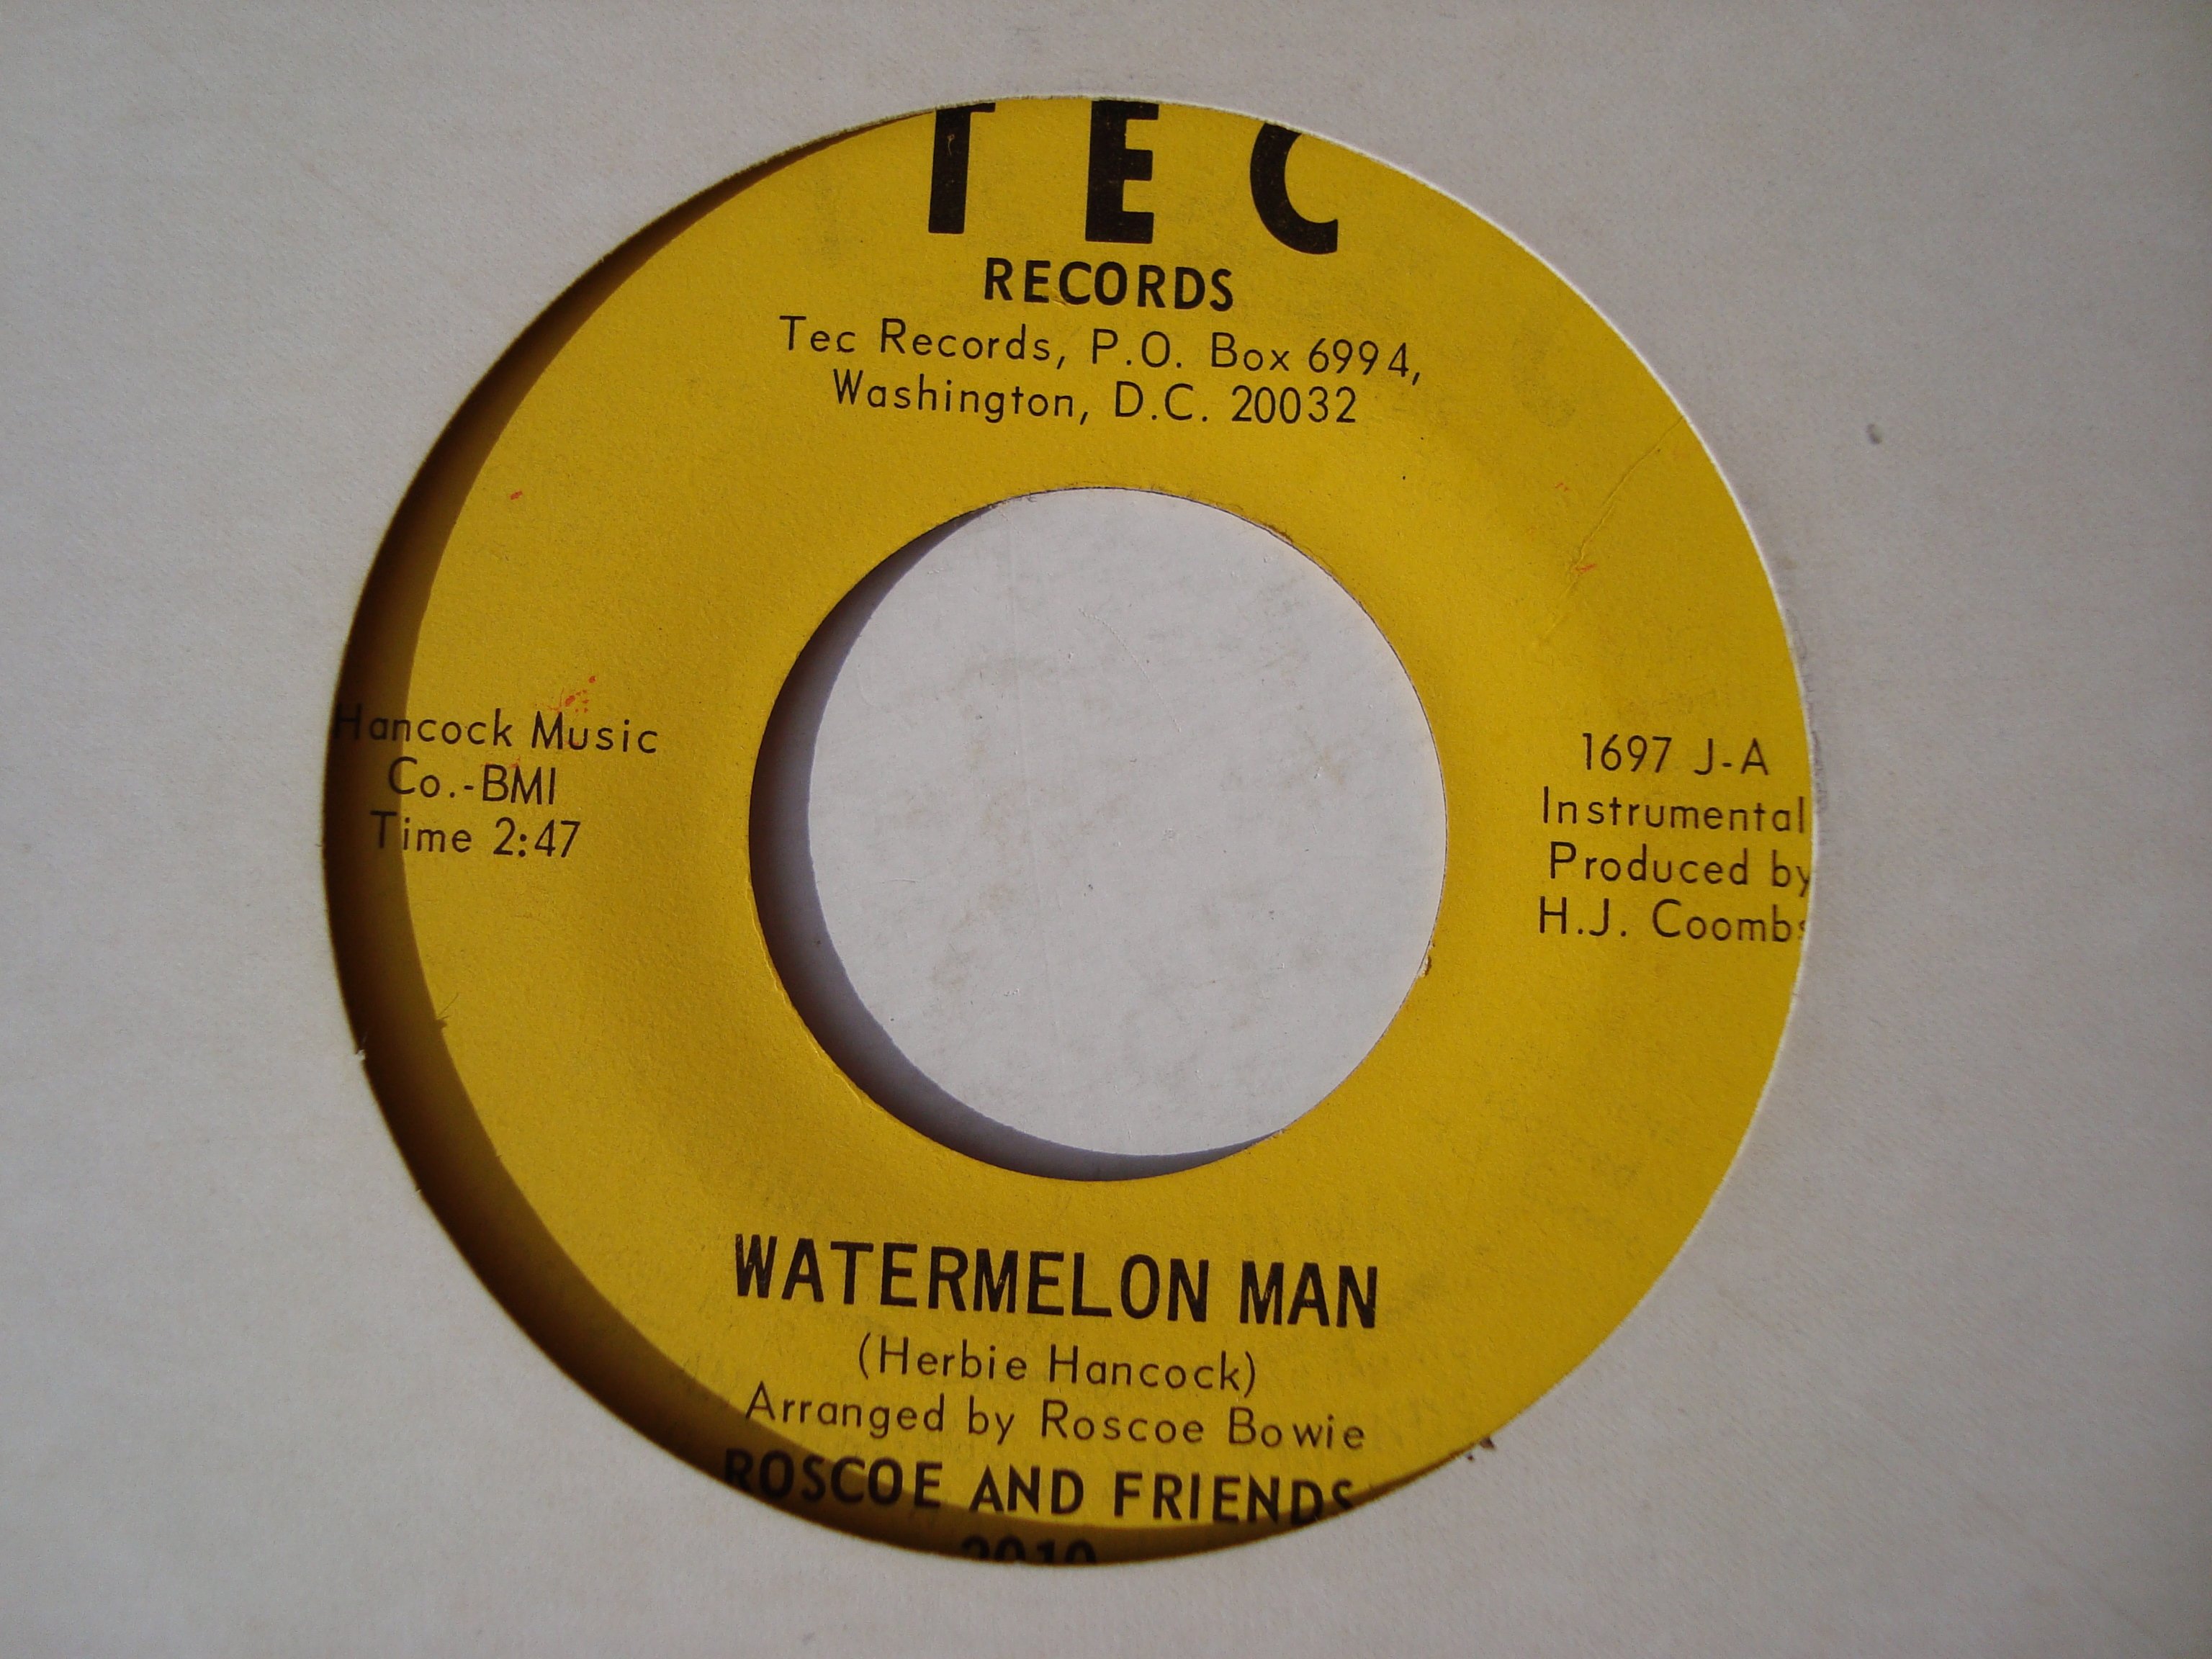 TEC
RECORDS
Tec Records, P.O. Box 6994,
Washington, D.C. 20032
Hancock Music
Co.-BMI
Time 2:47
1697 J-A
Instrumental
Produced by
H.J. Coombs
WATERMELON MAN
(Herbie Hancock)
Arranged by Roscoe Bowie
ROSCOE AND FRIENDS